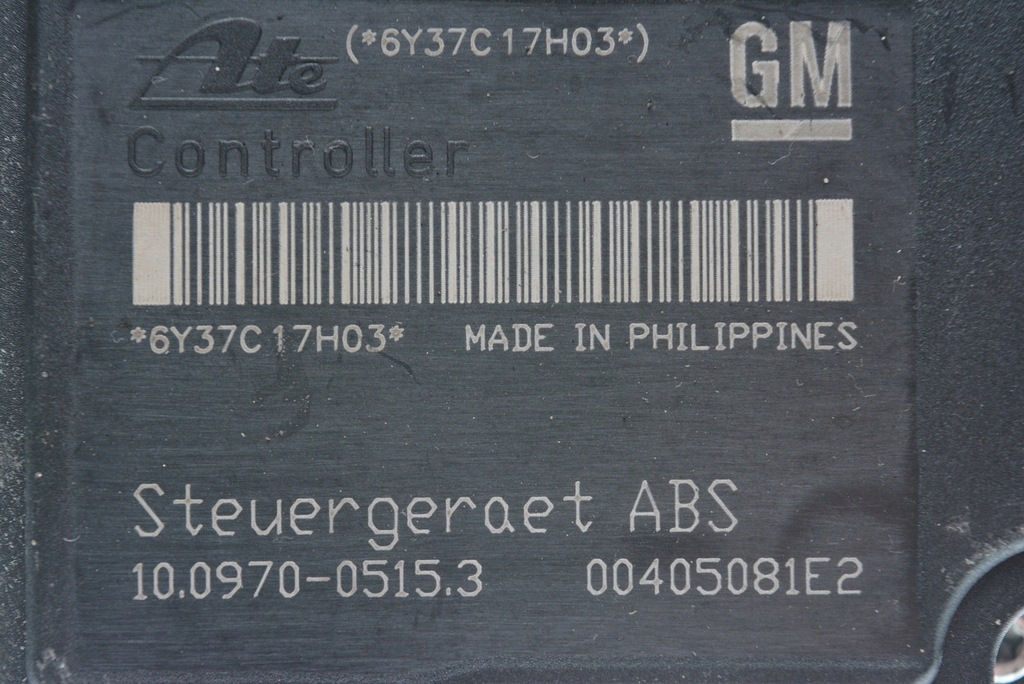 Ate (*6Y37C17H03*) GM
Controller
*6Y37C17H03* MADE IN PHILIPPINES
Steuergeraet ABS
10.0970-0515.3 00405081E2